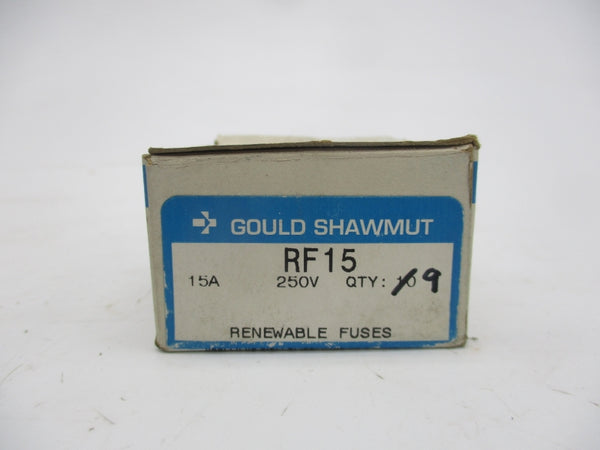 GOULD SHAWMUT
RF15
15A 250V QTY: 10 9
RENEWABLE FUSES